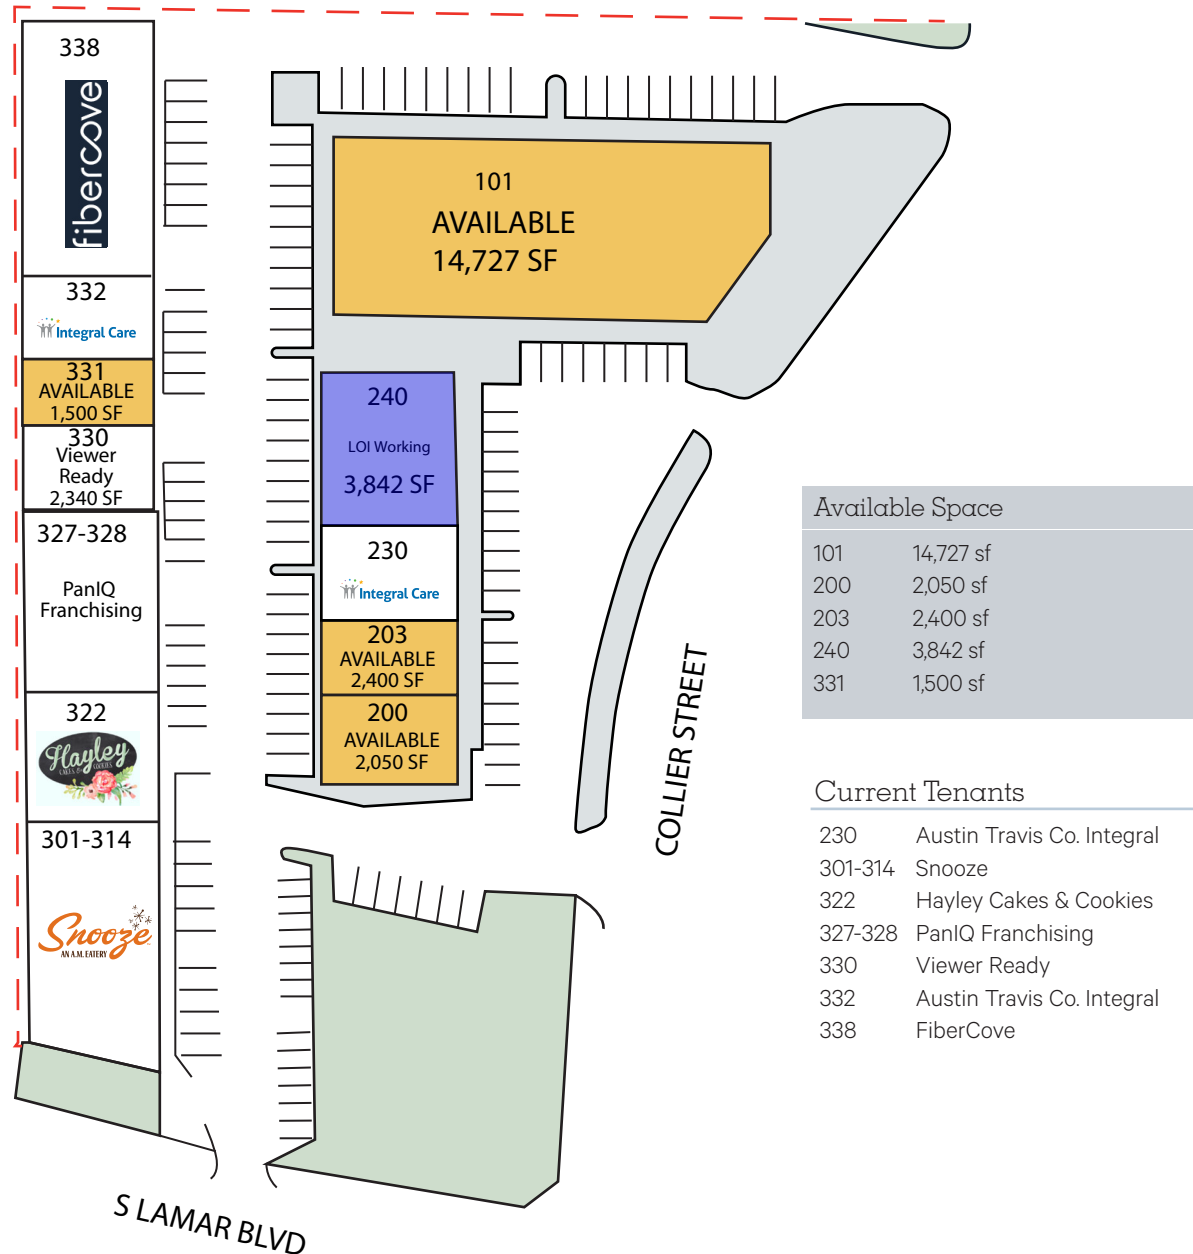 338
fibercove
332
Integral Care
331
AVAILABLE
1,500 SF
330
Viewer
Ready
2,340 SF
327-328
PanIQ
Franchising
322
Hayley
CAKES & COOKIES
301-314
Snooze
AN A.M. EATERY
101
AVAILABLE
14,727 SF
240
LOI Working
3,842 SF
230
Integral Care
203
AVAILABLE
2,400 SF
200
AVAILABLE
2,050 SF
COLLIER STREET
S LAMAR BLVD
Available Space
101 14,727 sf
200 2,050 sf
203 2,400 sf
240 3,842 sf
331 1,500 sf
Current Tenants
230 Austin Travis Co. Integral
301-314 Snooze
322 Hayley Cakes & Cookies
327-328 PanIQ Franchising
330 Viewer Ready
332 Austin Travis Co. Integral
338 FiberCove